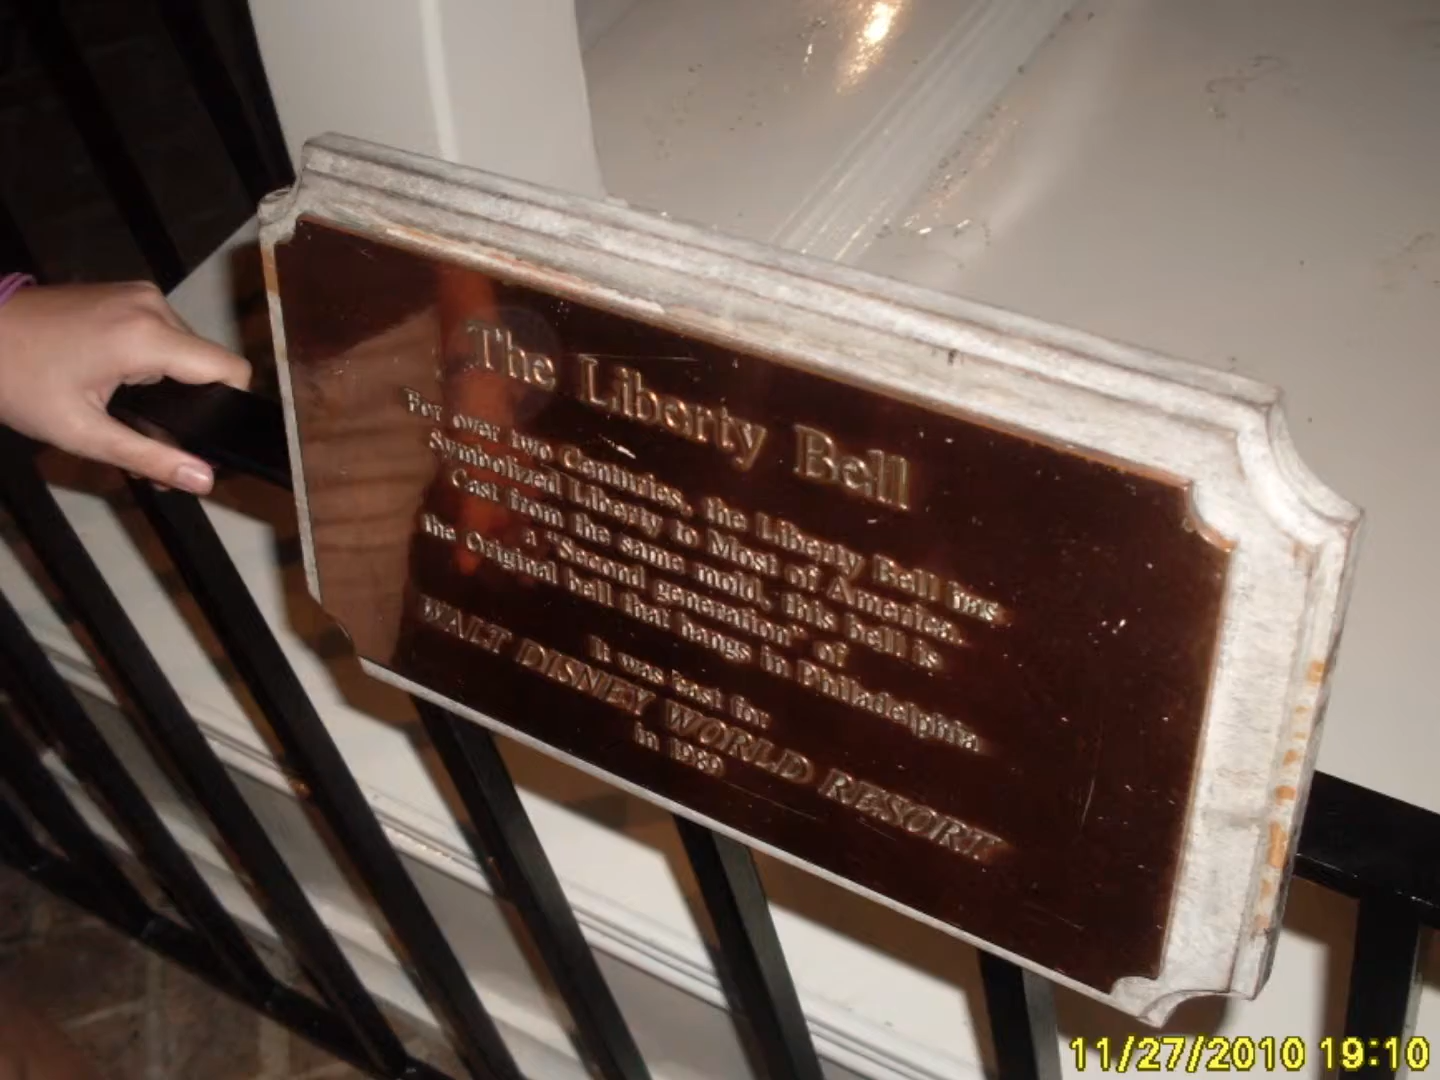 The Liberty Bell
For over two Centuries, the Liberty Bell has
Symbolized Liberty to Most of America.
Cast from the same mold, this bell is
a "Second generation" of
the Original bell that hangs in Philadelphia
It was cast for
WALT DISNEY WORLD RESORT
in 1989
11/27/2010 19:10